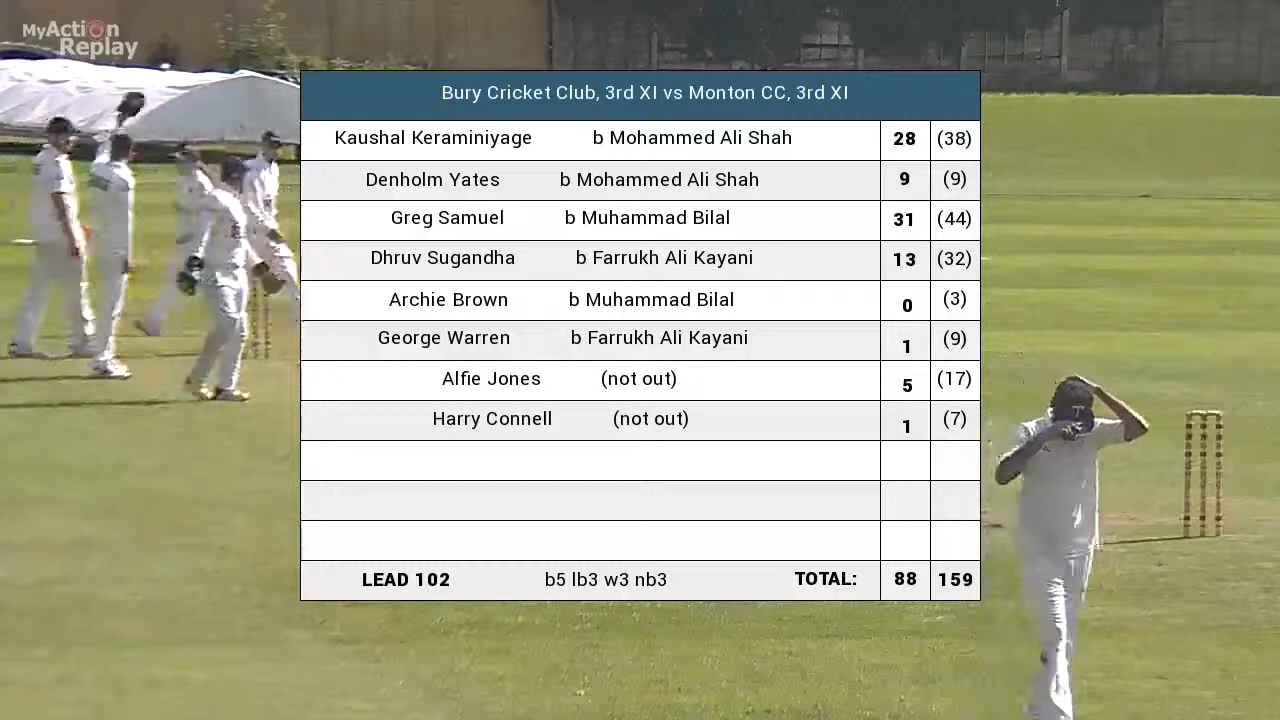 MyAction
Replay
Bury Cricket Club, 3rd XI vs Monton CC, 3rd XI
Kaushal Keraminiyage b Mohammed Ali Shah 28 (38)
Denholm Yates b Mohammed Ali Shah 9 (9)
Greg Samuel b Muhammad Bilal 31 (44)
Dhruv Sugandha b Farrukh Ali Kayani 13 (32)
Archie Brown b Muhammad Bilal 0 (3)
George Warren b Farrukh Ali Kayani 1 (9)
Alfie Jones (not out) 5 (17)
Harry Connell (not out) 1 (7)
LEAD 102 b5 lb3 w3 nb3 TOTAL: 88 159
T